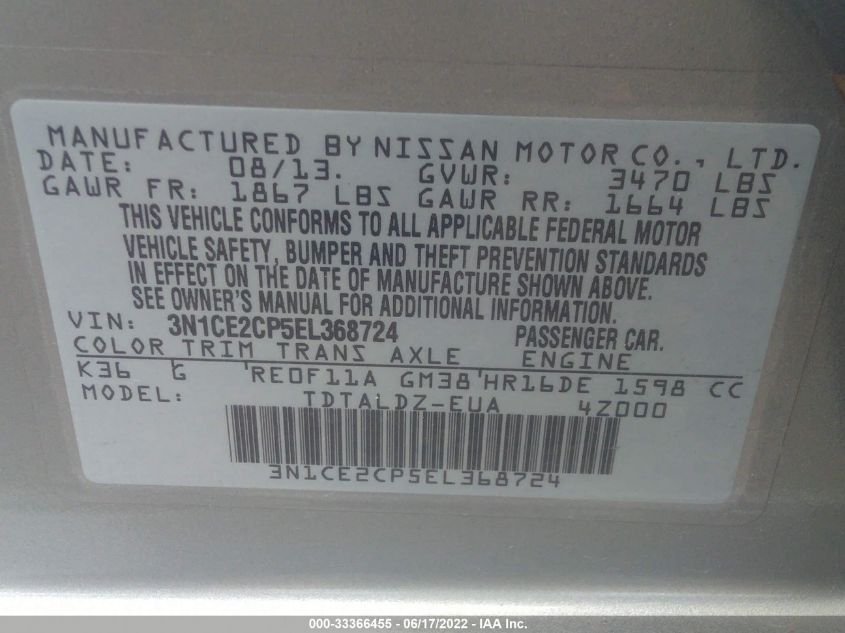 MANUFACTURED BY NISSAN MOTOR CO., LTD.
DATE: 08/13. GVWR: 3470 LBS
GAWR FR: 1867 LBS GAWR RR: 1664 LBS
THIS VEHICLE CONFORMS TO ALL APPLICABLE FEDERAL MOTOR
VEHICLE SAFETY, BUMPER AND THEFT PREVENTION STANDARDS
IN EFFECT ON THE DATE OF MANUFACTURE SHOWN ABOVE.
SEE OWNER'S MANUAL FOR ADDITIONAL INFORMATION.
VIN: 3N1CE2CP5EL368724 PASSENGER CAR.
COLOR TRIM TRANS AXLE ENGINE
K36 G RE0F11A GM38 HR16DE 1598 CC
MODEL: TDTALDZ-EUA 4Z000
3N1CE2CP5EL368724
000-33366455 - 06/17/2022 - IAA Inc.